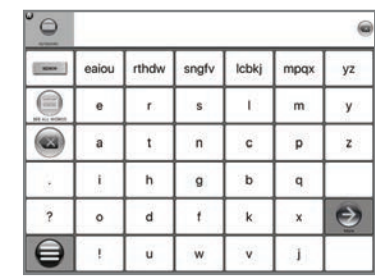 eaiou rthdw sngfv lcbkj mpqx yz
e r s l m y
SEE ALL WORDS
a t n c p z
. i h g b q
? o d f k x
! u w v j